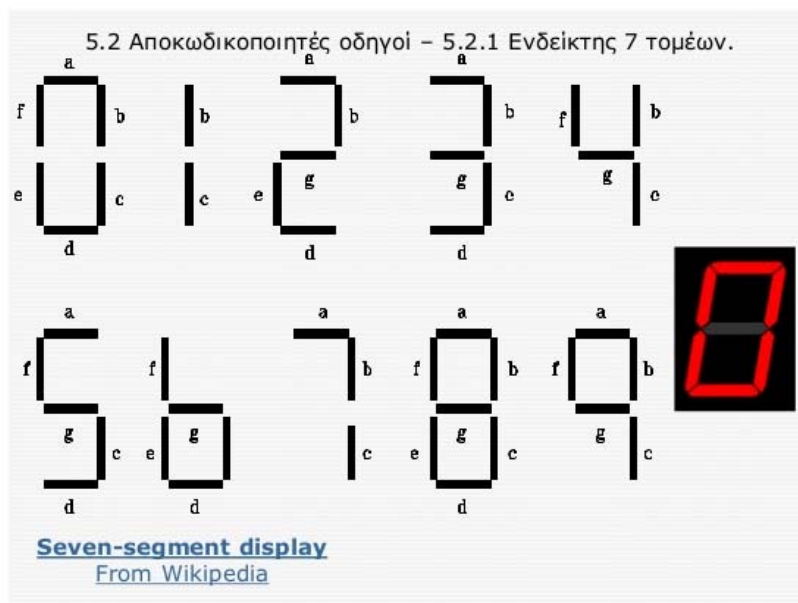 5.2 Αποκωδικοποιητές οδηγοί – 5.2.1 Ενδείκτης 7 τομέων.
a a a
f b b b b f b
g g g
e c c e c c
d d d
a a a a
f f b f b f b
g g g g
c e c e c c
d d d
Seven-segment display
From Wikipedia